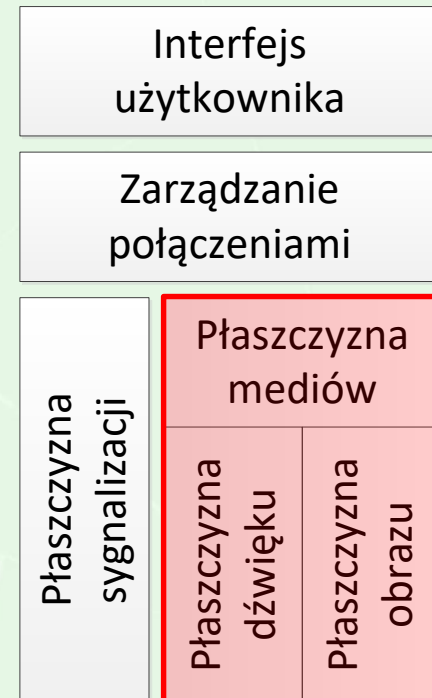 Interfejs
użytkownika
Zarządzanie
połączeniami
Płaszczyzna
sygnalizacji
Płaszczyzna
mediów
Płaszczyzna
dźwięku
Płaszczyzna
obrazu